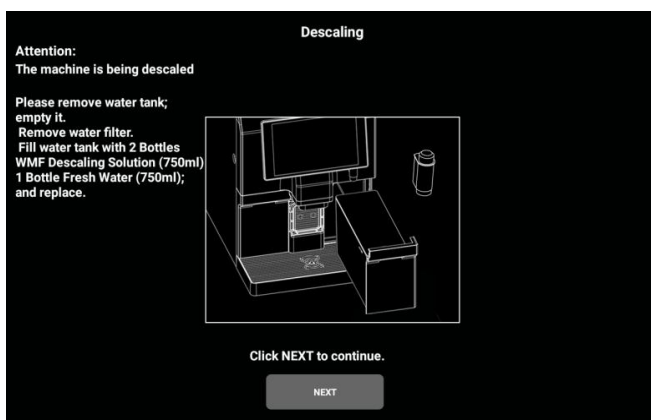 Descaling
Attention:
The machine is being descaled
Please remove water tank;
empty it.
Remove water filter.
Fill water tank with 2 Bottles
WMF Descaling Solution (750ml)
1 Bottle Fresh Water (750ml);
and replace.
Click NEXT to continue.
NEXT